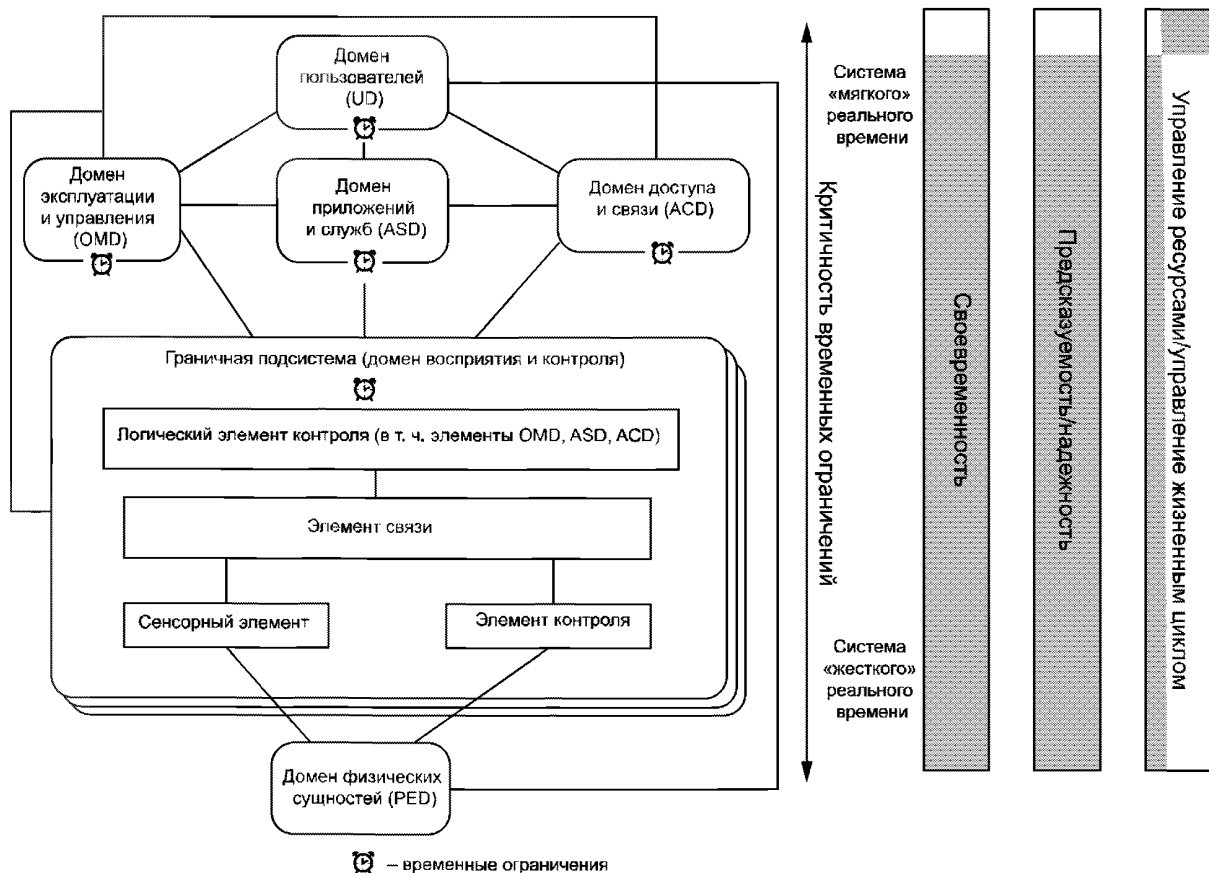 Домен
пользователей
(UD)
Домен
эксплуатации
и управления
(OMD)
Домен
приложений
и служб (ASD)
Домен доступа
и связи (ACD)
Граничная подсистема (домен восприятия и контроля)
Логический элемент контроля (в т. ч. элементы OMD, ASD, ACD)
Элемент связи
Сенсорный элемент
Элемент контроля
Домен физических
сущностей (PED)
– временные ограничения
Система
«мягкого»
реального
времени
Система
«жесткого»
реального
времени
Критичность временных ограничений
Своевременность
Предсказуемость/надежность
Управление ресурсами/управление жизненным циклом